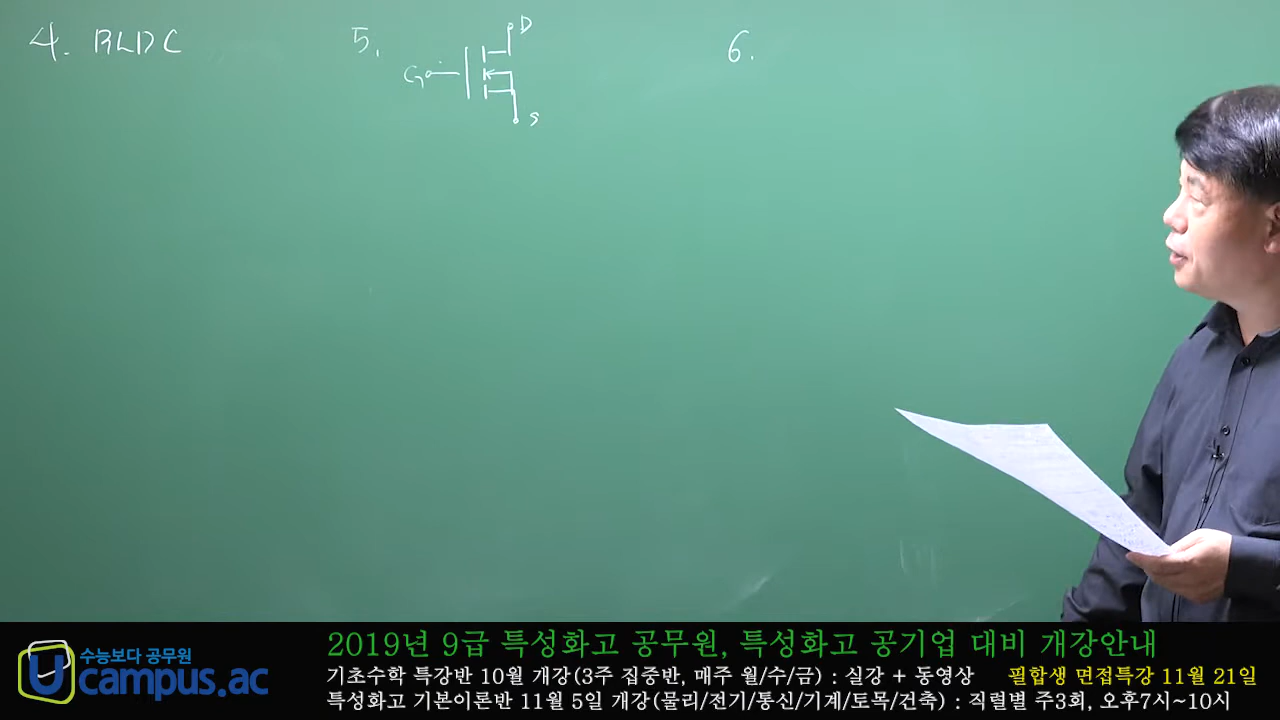 4. BLDC
5.
D
G
S
6.
수능보다 공무원
Ucampus.ac
2019년 9급 특성화고 공무원, 특성화고 공기업 대비 개강안내
기초수학 특강반 10월 개강(3주 집중반, 매주 월/수/금) : 실강 + 동영상 필합생 면접특강 11월 21일
특성화고 기본이론반 11월 5일 개강(물리/전기/통신/기계/토목/건축) : 직렬별 주3회, 오후7시~10시